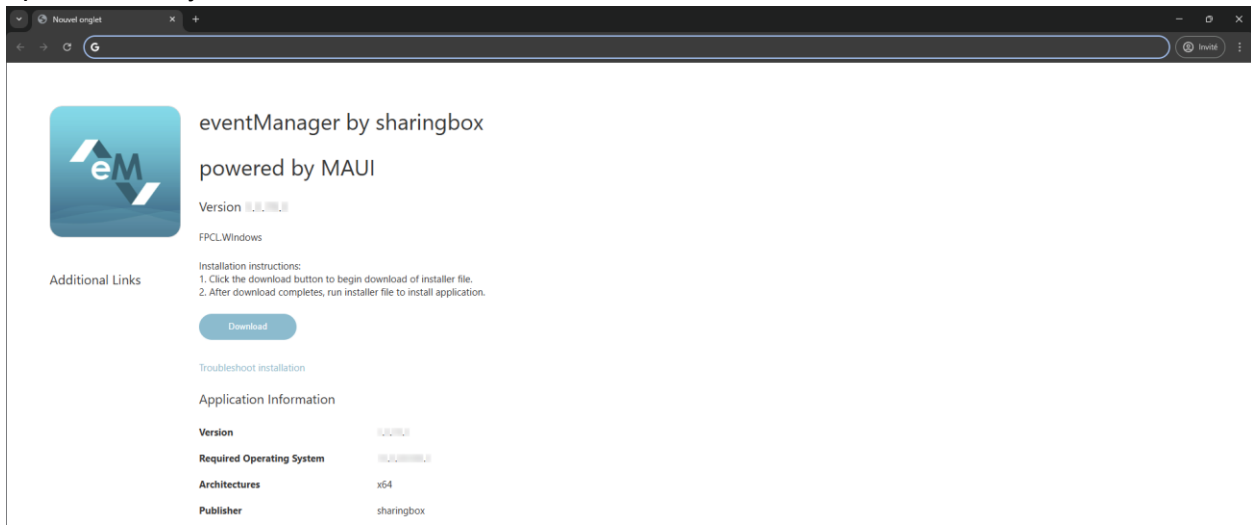 Nouvel onglet
Invité
eM
eventManager by sharingbox
powered by MAUI
Version
FPCL.WIndows
Additional Links
Installation instructions:
1. Click the download button to begin download of installer file.
2. After download completes, run installer file to install application.
Download
Troubleshoot installation
Application Information
Version
Required Operating System
Architectures x64
Publisher sharingbox